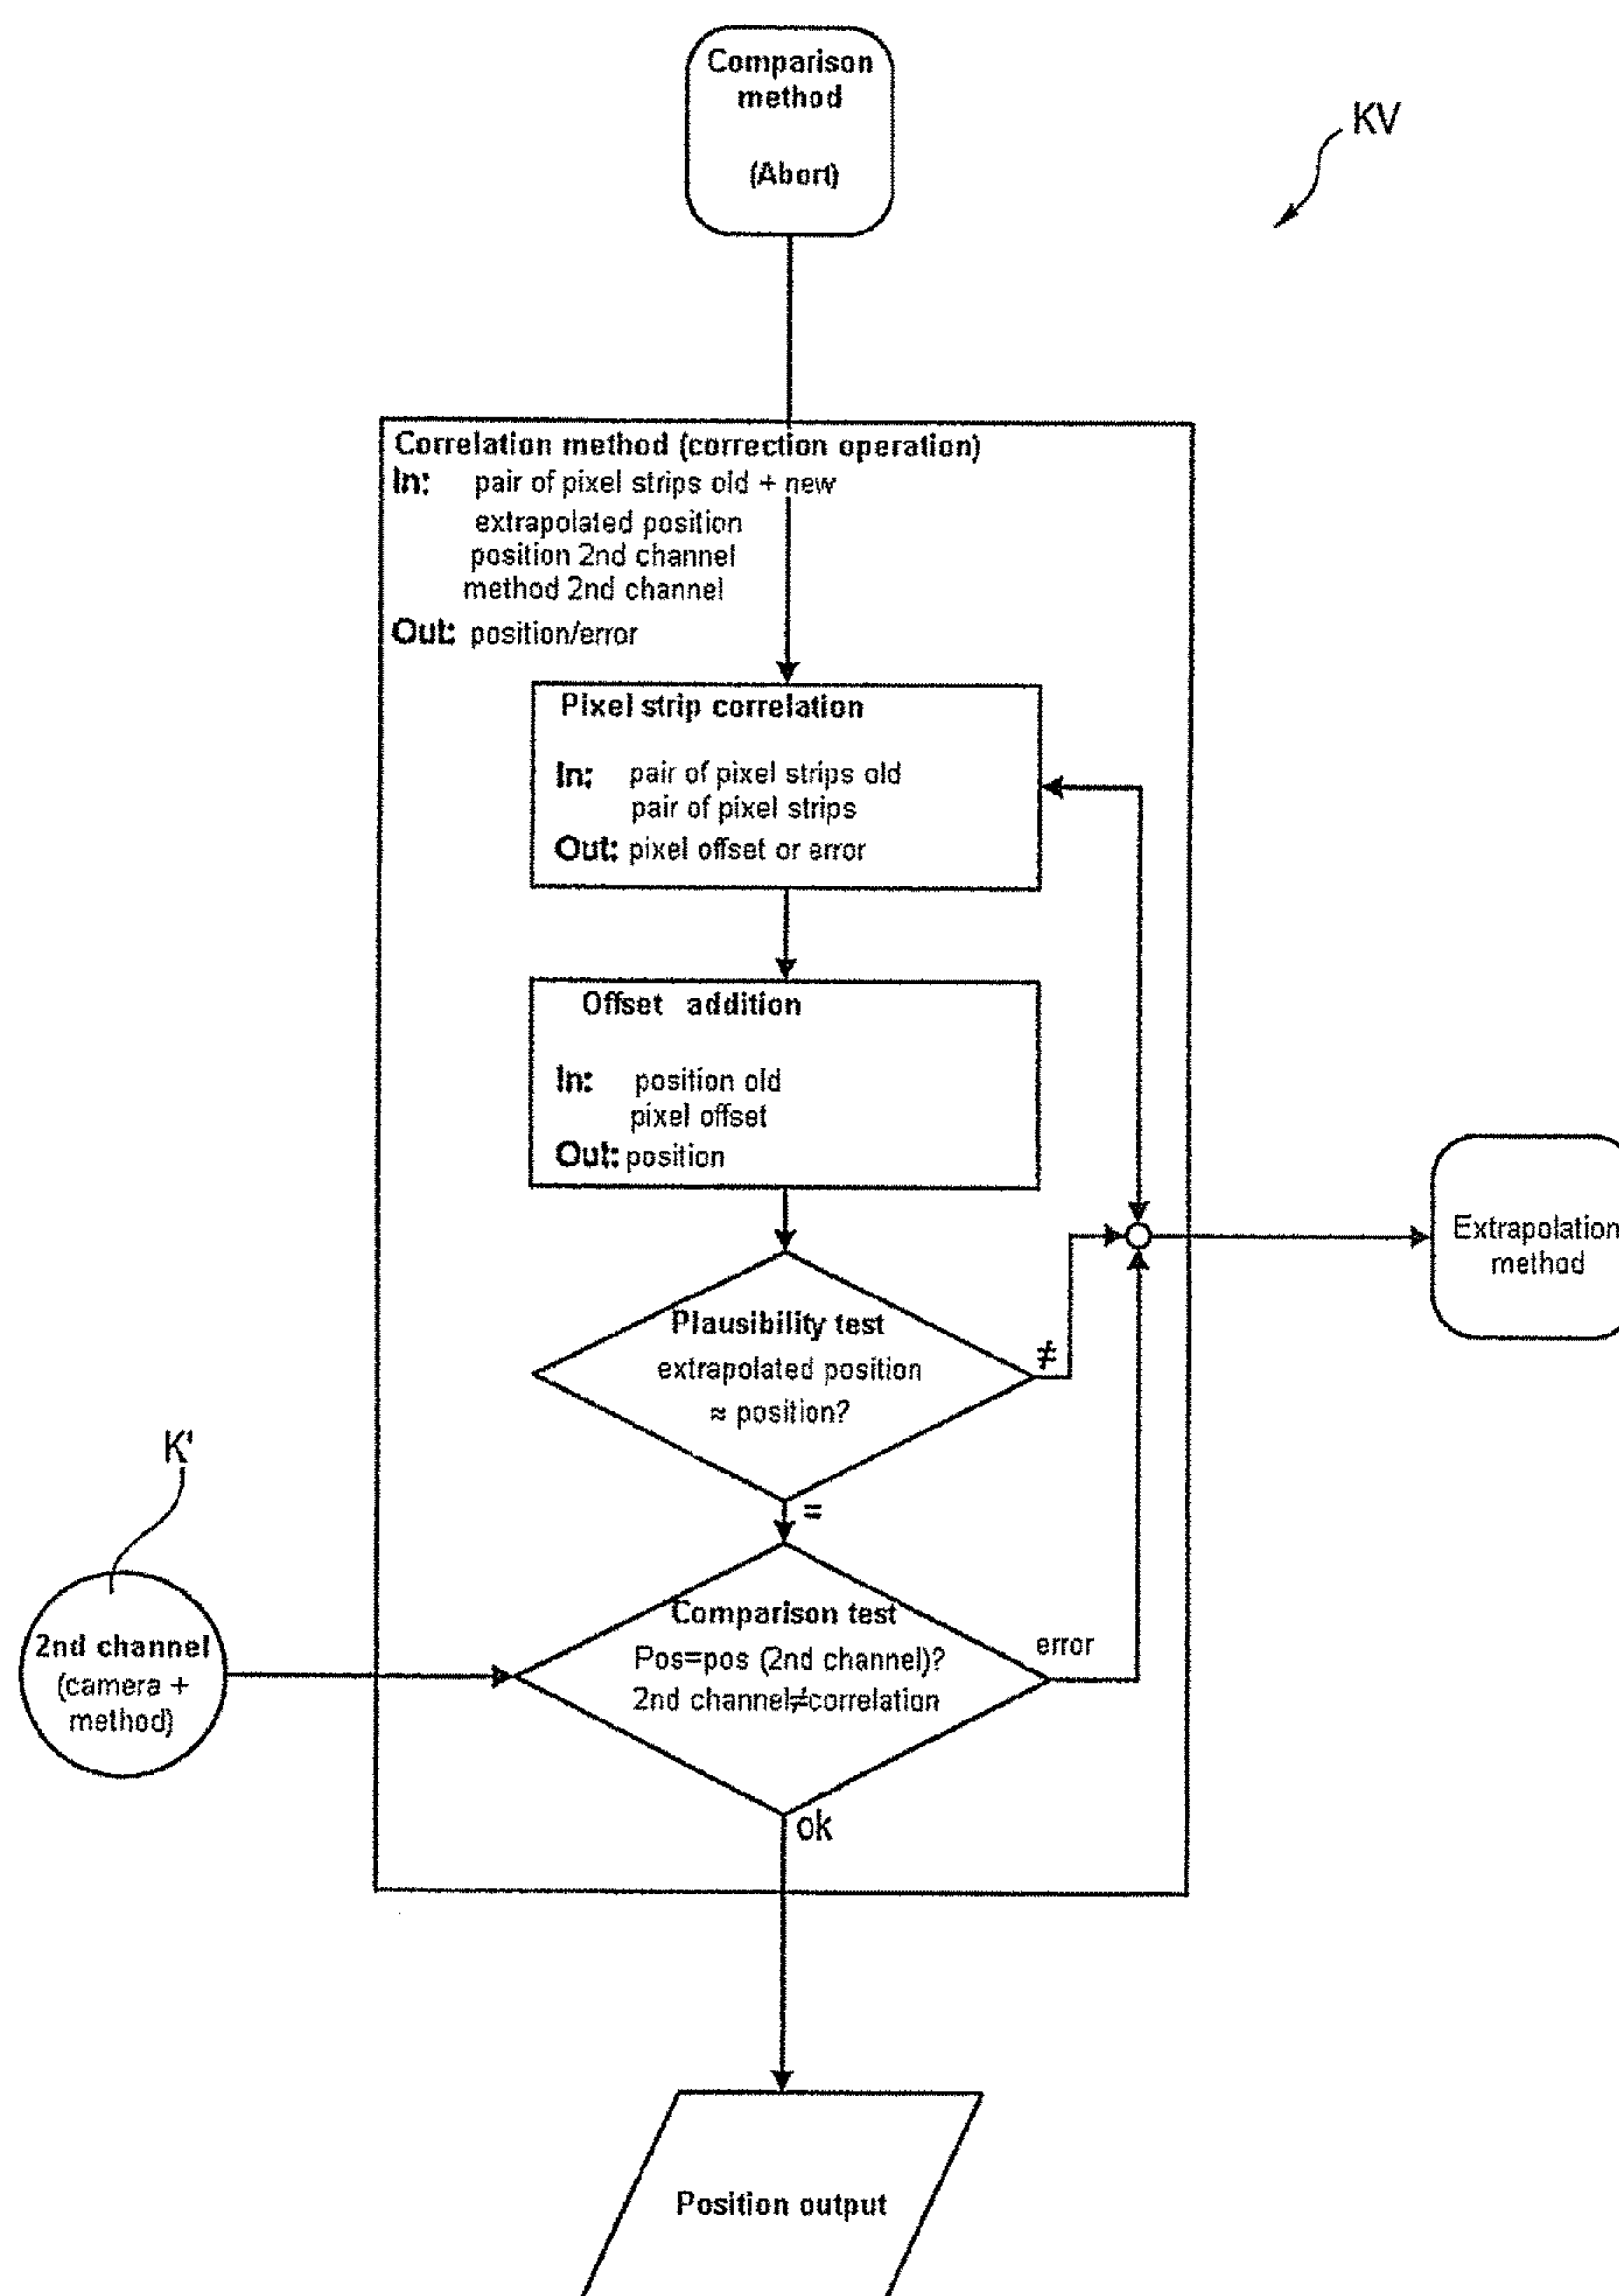 Comparison
method
(Abort)
KV
Correlation method (correction operation)
In: pair of pixel strips old + new
extrapolated position
position 2nd channel
method 2nd channel
Out: position/error
Pixel strip correlation
In: pair of pixel strips old
pair of pixel strips
Out: pixel offset or error
Offset addition
In: position old
pixel offset
Out: position
Extrapolation
method
Plausibility test
extrapolated position
≈ position?
≠
=
K'
2nd channel
(camera +
method)
Comparison test
Pos=pos (2nd channel)?
2nd channel≠correlation
error
ok
Position output